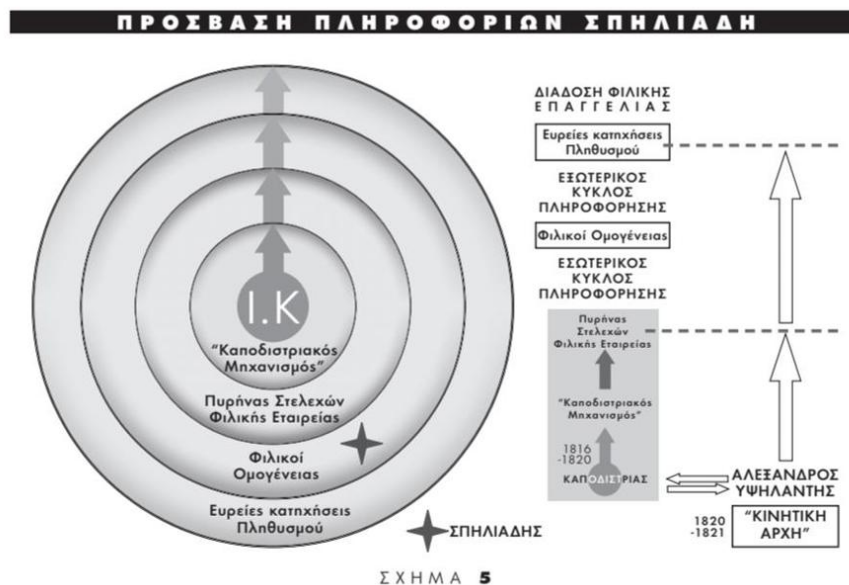 ΠΡΟΣΒΑΣΗ ΠΛΗΡΟΦΟΡΙΩΝ ΣΠΗΛΙΑΔΗ
Ι.Κ
"Καποδιστριακός
Μηχανισμός"
Πυρήνας Στελεχών
Φιλικής Εταιρείας
Φιλικοί
Ομογένειας
Ευρείες κατηχήσεις
Πληθυσμού
ΣΠΗΛΙΑΔΗΣ
ΔΙΑΔΟΣΗ ΦΙΛΙΚΗΣ
ΕΠΑΓΓΕΛΙΑΣ
Ευρείες κατηχήσεις
Πληθυσμού
ΕΞΩΤΕΡΙΚΟΣ
ΚΥΚΛΟΣ
ΠΛΗΡΟΦΟΡΗΣΗΣ
Φιλικοί Ομογένειας
ΕΣΩΤΕΡΙΚΟΣ
ΚΥΚΛΟΣ
ΠΛΗΡΟΦΟΡΗΣΗΣ
Πυρήνας
Στελεχών
Φιλικής Εταιρείας
"Καποδιστριακός
Μηχανισμός"
1816
-1820
ΚΑΠΟΔΙΣΤΡΙΑΣ
ΑΛΕΞΑΝΔΡΟΣ
ΥΨΗΛΑΝΤΗΣ
1820
-1821
"ΚΙΝΗΤΙΚΗ
ΑΡΧΗ"
ΣΧΗΜΑ 5